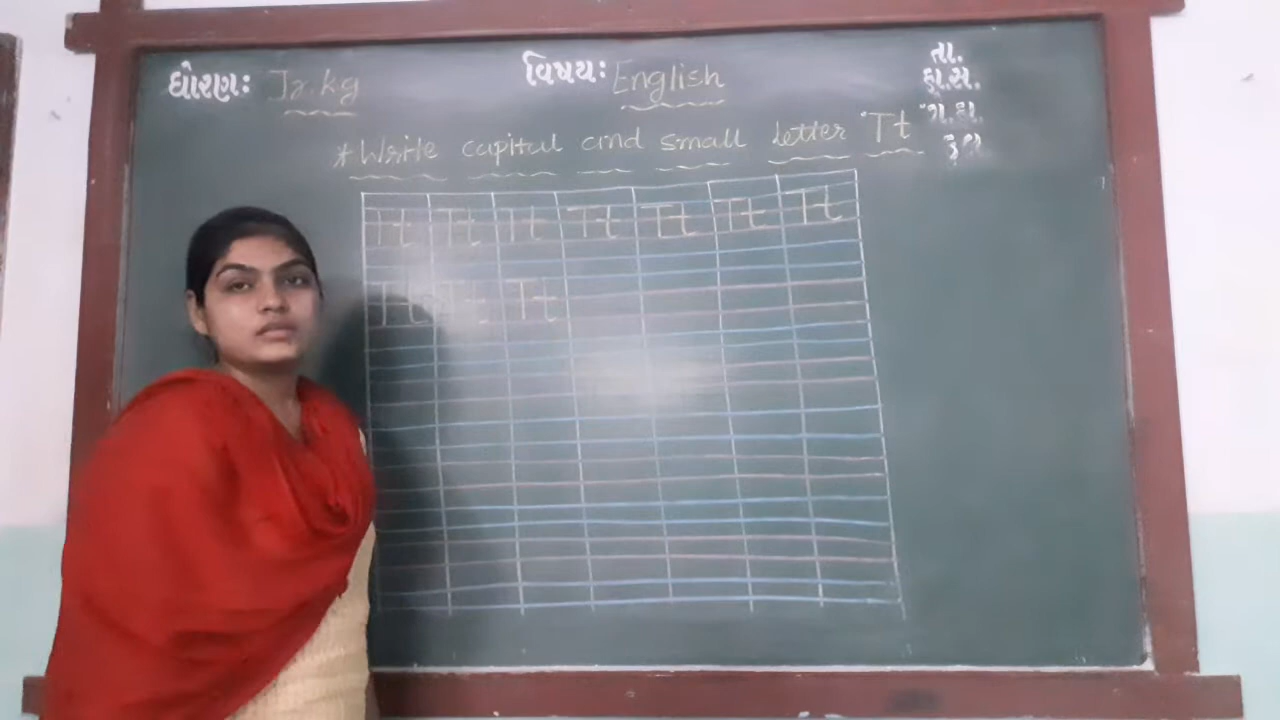 ધોરણ: Jr.kg વિષય: English તા.
હા.સં.
* Write capital and small letter Tt ગે.હા.
કુલ
Tt Tt Tt Tt Tt Tt Tt
Tt Tt Tt